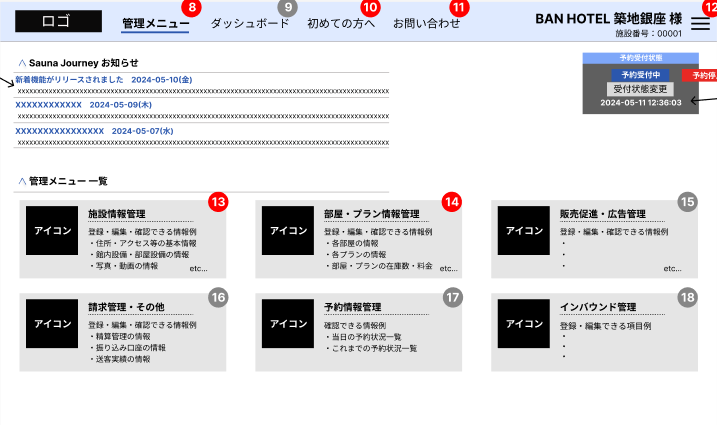 ロゴ
8
管理メニュー
9
ダッシュボード
10
初めての方へ
11
お問い合わせ
BAN HOTEL 築地銀座 様
施設番号：00001
12
∧ Sauna Journey お知らせ
新着機能がリリースされました 2024-05-10(金)
xxxxxxxxxxxxxxxxxxxxxxxxxxxxxxxxxxxxxxxxxxxxxxxxxxxxxxxxxxxxxxxxxxxxxxxxxxxxxxxxxxxxxxx
XXXXXXXXXXXX 2024-05-09(木)
xxxxxxxxxxxxxxxxxxxxxxxxxxxxxxxxxxxxxxxxxxxxxxxxxxxxxxxxxxxxxxxxxxxxxxxxxxxxxxxxxxxxxxx
XXXXXXXXXXXXXXXX 2024-05-07(水)
xxxxxxxxxxxxxxxxxxxxxxxxxxxxxxxxxxxxxxxxxxxxxxxxxxxxxxxxxxxxxxxxxxxxxxxxxxxxxxxxxxxxxxx
予約受付状態
予約受付中
予約停
受付状態変更
2024-05-11 12:36:03
∧ 管理メニュー 一覧
13
アイコン
施設情報管理
登録・編集・確認できる情報例
・住所・アクセス等の基本情報
・館内設備・部屋設備の情報
・写真・動画の情報
etc...
14
アイコン
部屋・プラン情報管理
登録・編集・確認できる情報例
・各部屋の情報
・各プランの情報
・部屋・プランの在庫数・料金
etc...
15
アイコン
販売促進・広告管理
登録・編集・確認できる情報例
・
・
・
etc...
16
アイコン
請求管理・その他
登録・編集・確認できる情報例
・精算管理の情報
・振り込み口座の情報
・送客実績の情報
17
アイコン
予約情報管理
確認できる情報例
・当日の予約状況一覧
・これまでの予約状況一覧
18
アイコン
インバウンド管理
登録・編集できる項目例
・
・
・